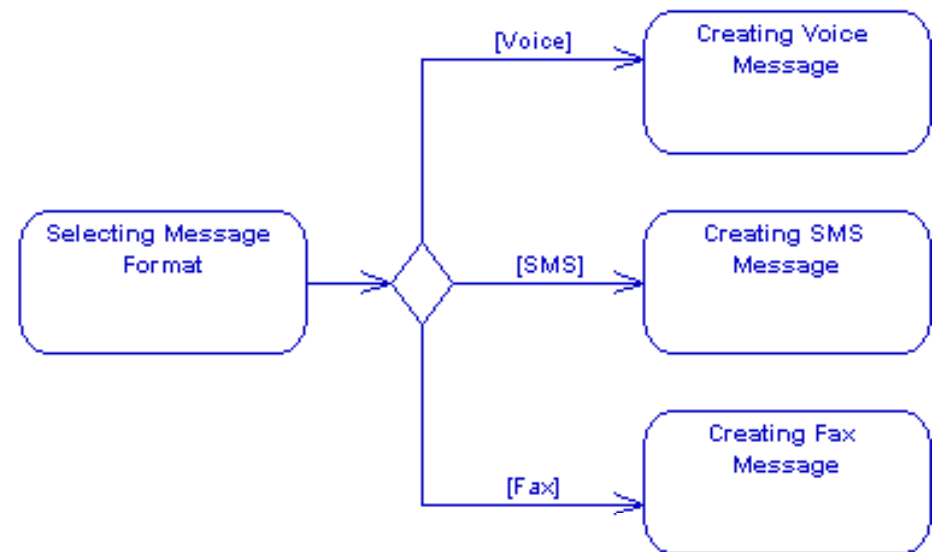 [Voice]
Creating Voice
Message
Selecting Message
Format
[SMS]
Creating SMS
Message
[Fax]
Creating Fax
Message